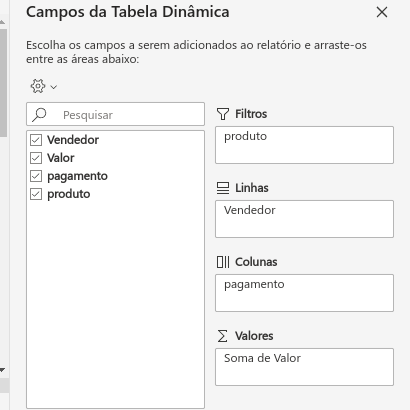 Campos da Tabela Dinâmica
Escolha os campos a serem adicionados ao relatório e arraste-os
entre as áreas abaixo:
Pesquisar
Vendedor
Valor
pagamento
produto
Filtros
produto
Linhas
Vendedor
Colunas
pagamento
Valores
Soma de Valor